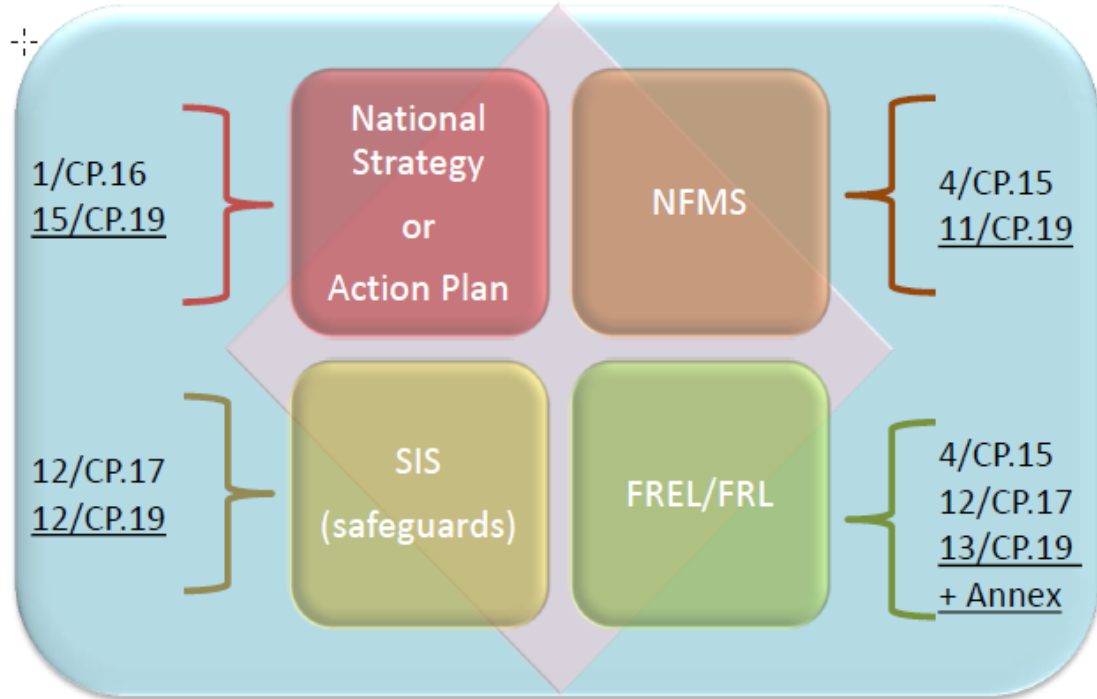 1/CP.16
15/CP.19
National
Strategy
or
Action Plan
NFMS
4/CP.15
11/CP.19
12/CP.17
12/CP.19
SIS
(safeguards)
FREL/FRL
4/CP.15
12/CP.17
13/CP.19
+ Annex